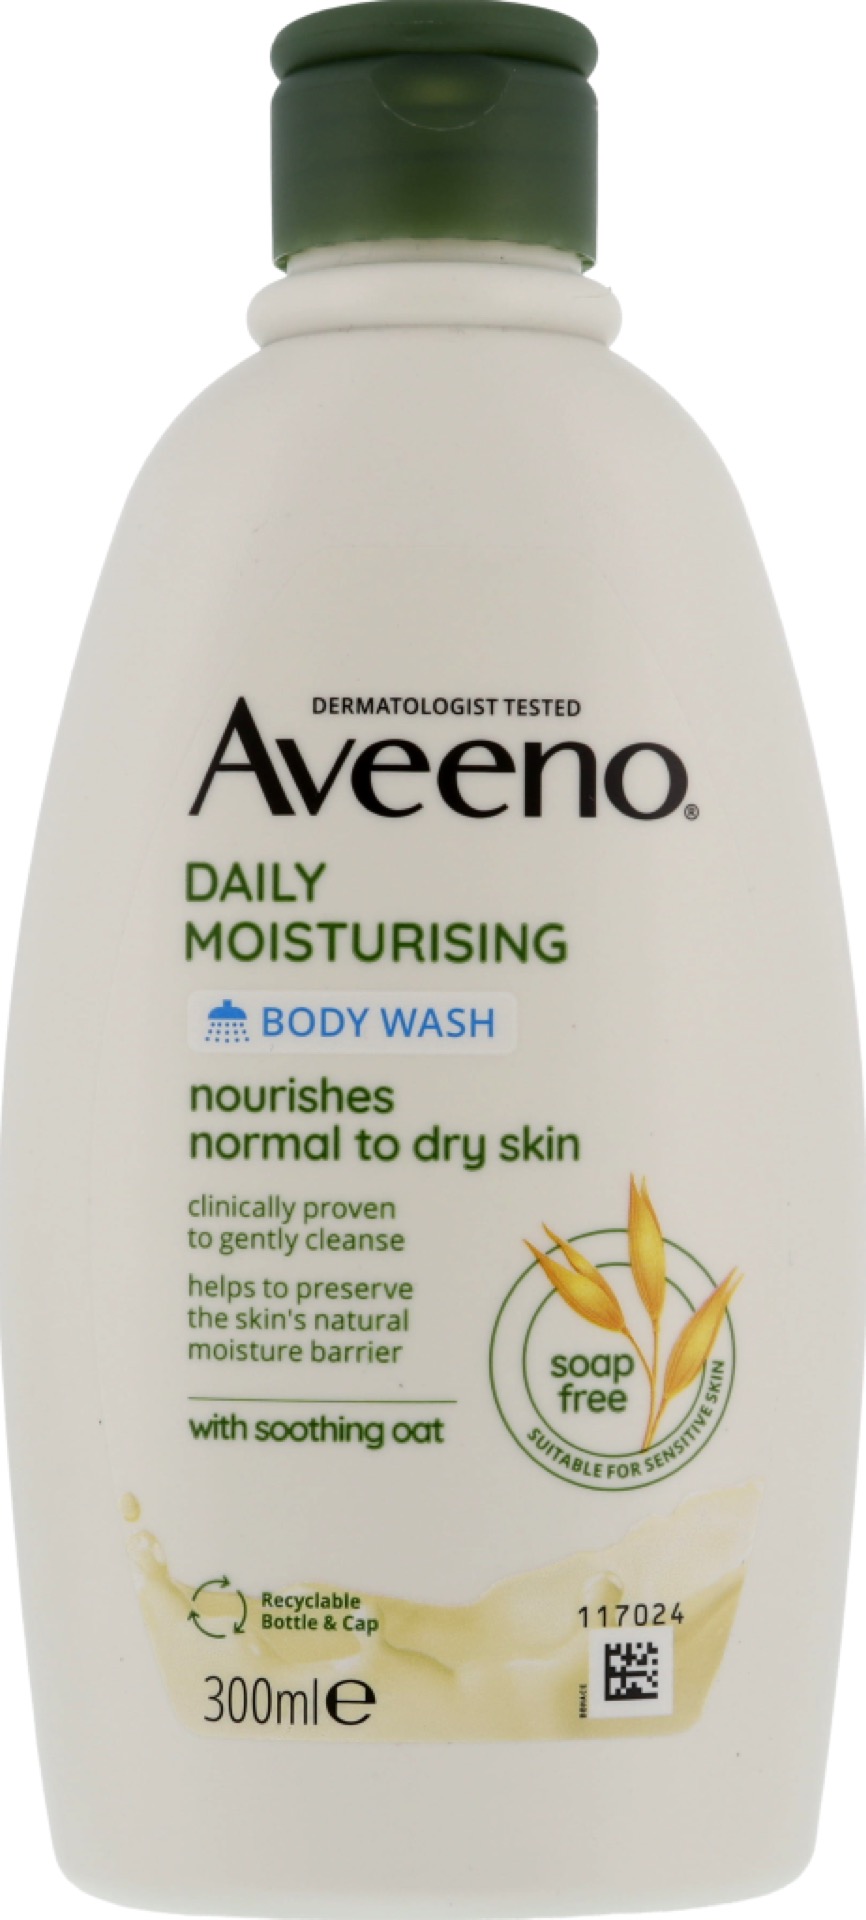 DERMATOLOGIST TESTED
Aveeno®
DAILY
MOISTURISING
BODY WASH
nourishes
normal to dry skin
clinically proven
to gently cleanse
helps to preserve
the skin's natural
moisture barrier
with soothing oat
soap
free
SUITABLE FOR SENSITIVE SKIN
Recyclable
Bottle & Cap
117024
300ml℮